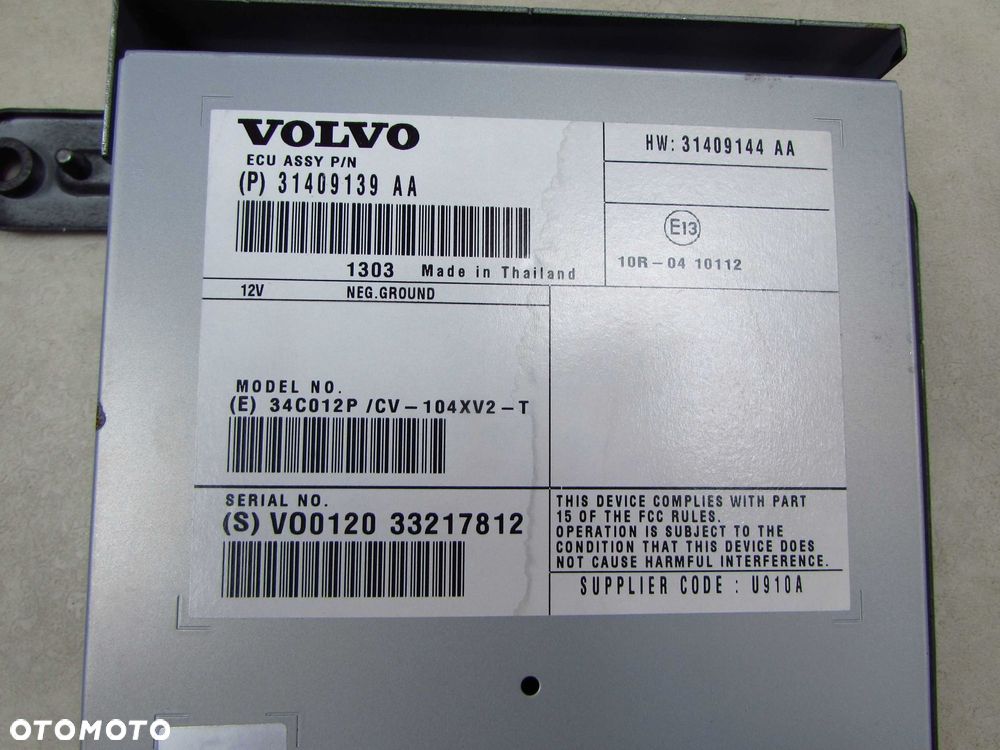 VOLVO
ECU ASSY P/N
(P) 31409139 AA
1303 Made in Thailand
HW: 31409144 AA
E13
10R-04 10112
12V NEG.GROUND
MODEL NO.
(E) 34C012P /CV-104XV2-T
SERIAL NO.
(S) VO0120 33217812
THIS DEVICE COMPLIES WITH PART
15 OF THE FCC RULES.
OPERATION IS SUBJECT TO THE
CONDITION THAT THIS DEVICE DOES
NOT CAUSE HARMFUL INTERFERENCE.
SUPPLIER CODE : U910A
OTOMOTO